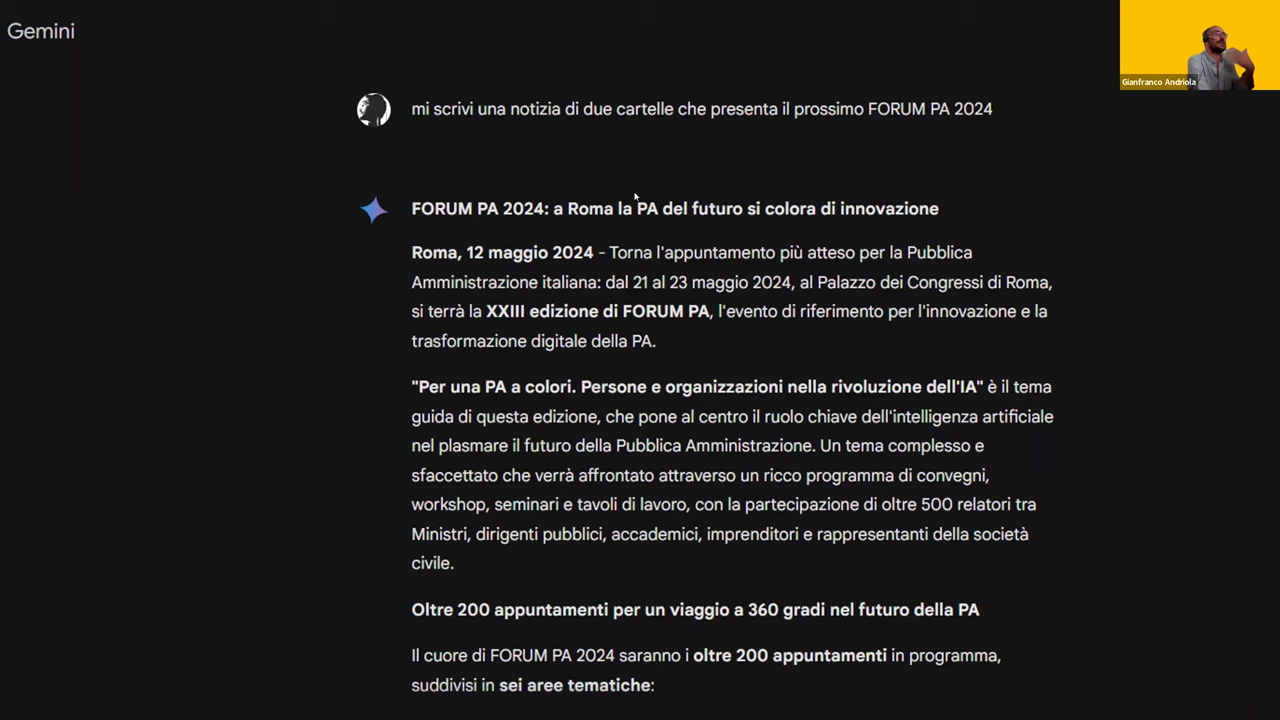 Gemini
Gianfranco Andriola
mi scrivi una notizia di due cartelle che presenta il prossimo FORUM PA 2024
FORUM PA 2024: a Roma la PA del futuro si colora di innovazione
Roma, 12 maggio 2024 - Torna l'appuntamento più atteso per la Pubblica
Amministrazione italiana: dal 21 al 23 maggio 2024, al Palazzo dei Congressi di Roma,
si terrà la XXIII edizione di FORUM PA, l'evento di riferimento per l'innovazione e la
trasformazione digitale della PA.
"Per una PA a colori. Persone e organizzazioni nella rivoluzione dell'IA" è il tema
guida di questa edizione, che pone al centro il ruolo chiave dell'intelligenza artificiale
nel plasmare il futuro della Pubblica Amministrazione. Un tema complesso e
sfaccettato che verrà affrontato attraverso un ricco programma di convegni,
workshop, seminari e tavoli di lavoro, con la partecipazione di oltre 500 relatori tra
Ministri, dirigenti pubblici, accademici, imprenditori e rappresentanti della società
civile.
Oltre 200 appuntamenti per un viaggio a 360 gradi nel futuro della PA
Il cuore di FORUM PA 2024 saranno i oltre 200 appuntamenti in programma,
suddivisi in sei aree tematiche: